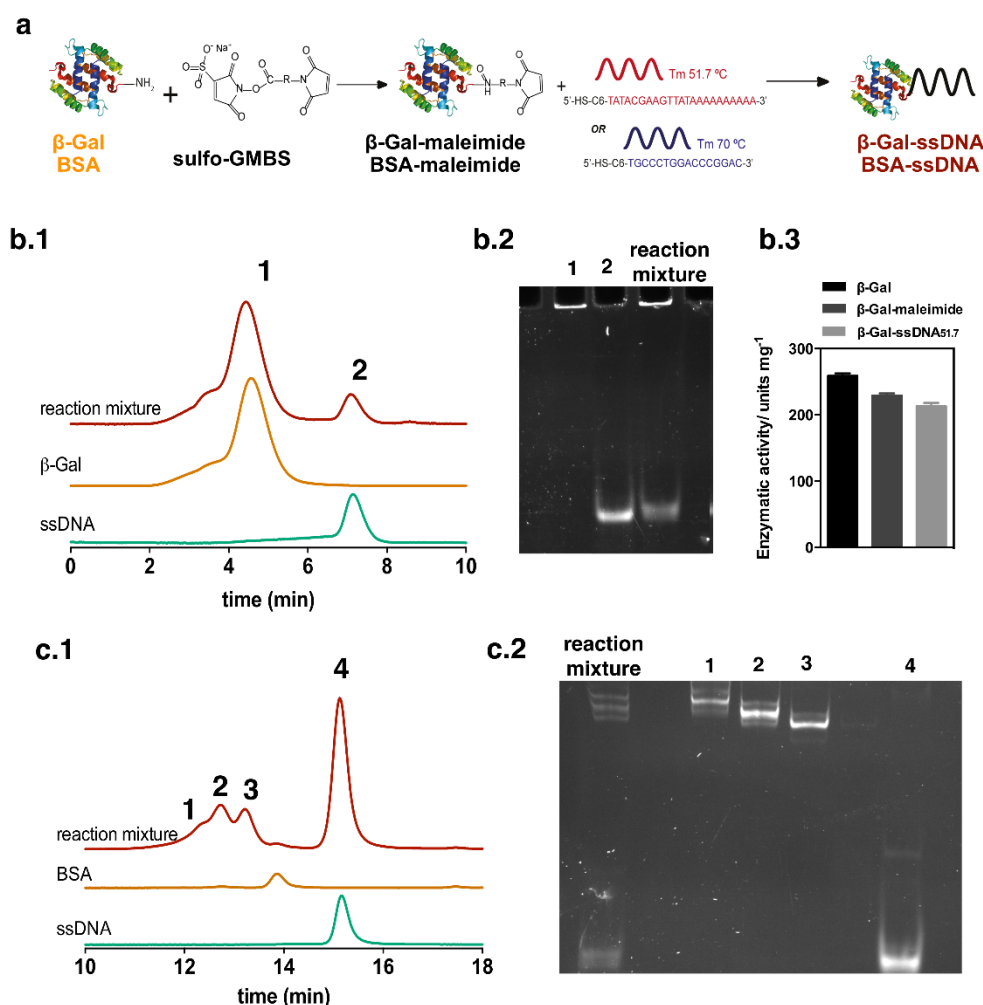 a
O
O⁻ Na⁺
S
O
O
O
N
O
O
C
R
N
O
O
NH₂
+
β-Gal
BSA
sulfo-GMBS
O
C
N
H
R
N
O
O
β-Gal-maleimide
BSA-maleimide
+
Tm 51.7 ºC
5'-HS-C6-TATACGAAGTTATAAAAAAAAAA-3'
OR
Tm 70 ºC
5'-HS-C6-TGCCCTGGACCCGGAC-3'
β-Gal-ssDNA
BSA-ssDNA
b.1
1
2
reaction mixture
β-Gal
ssDNA
0 2 4 6 8 10
time (min)
b.2
1 2 reaction
mixture
b.3
β-Gal
β-Gal-maleimide
β-Gal-ssDNA51.7
Enzymatic activity/ units mg⁻¹
300
200
100
0
c.1
1
2
3
4
reaction mixture
BSA
ssDNA
10 12 14 16 18
time (min)
c.2
reaction
mixture
1 2 3 4